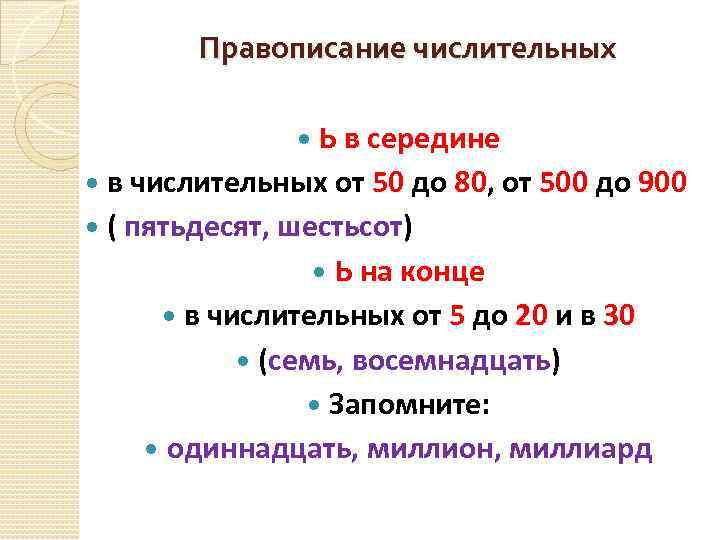 Правописание числительных
• Ь в середине
• в числительных от 50 до 80, от 500 до 900
• ( пятьдесят, шестьсот)
• Ь на конце
• в числительных от 5 до 20 и в 30
• (семь, восемнадцать)
• Запомните:
• одиннадцать, миллион, миллиард